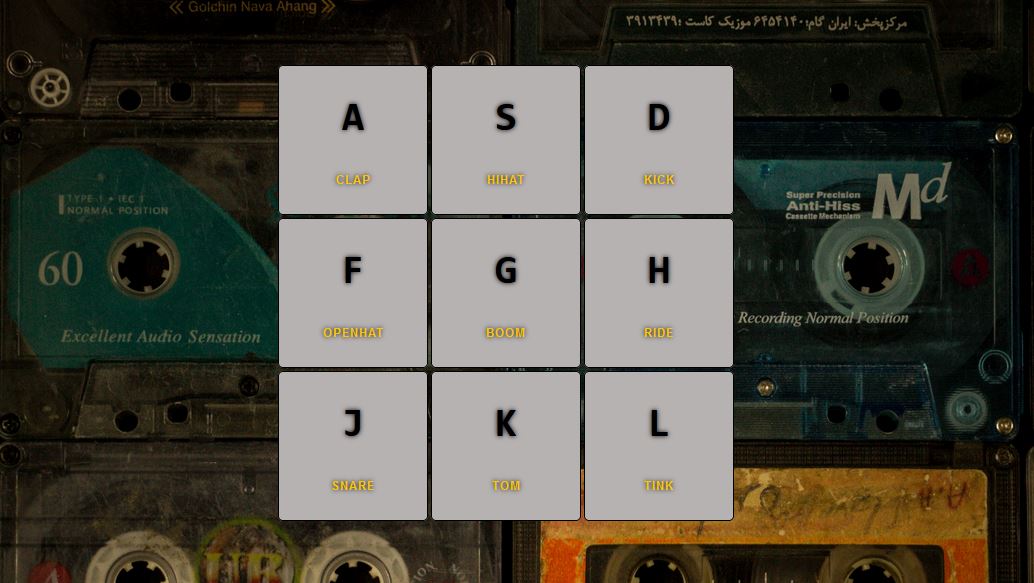 Golchin Nava Ahang
مرکزپخش: ایران گام؛ ۶۴۵۴۱۴۰ موزیک کاست ؛۳۹۱۳۴۳۹
A
CLAP
S
HIHAT
D
KICK
TYPE I • IEC I
NORMAL POSITION
60
Excellent Audio Sensation
F
OPENHAT
G
BOOM
H
RIDE
Super Precision
Anti-Hiss
Cassette Mechanism
Md
A
Recording Normal Position
J
SNARE
K
TOM
L
TINK
A
UR